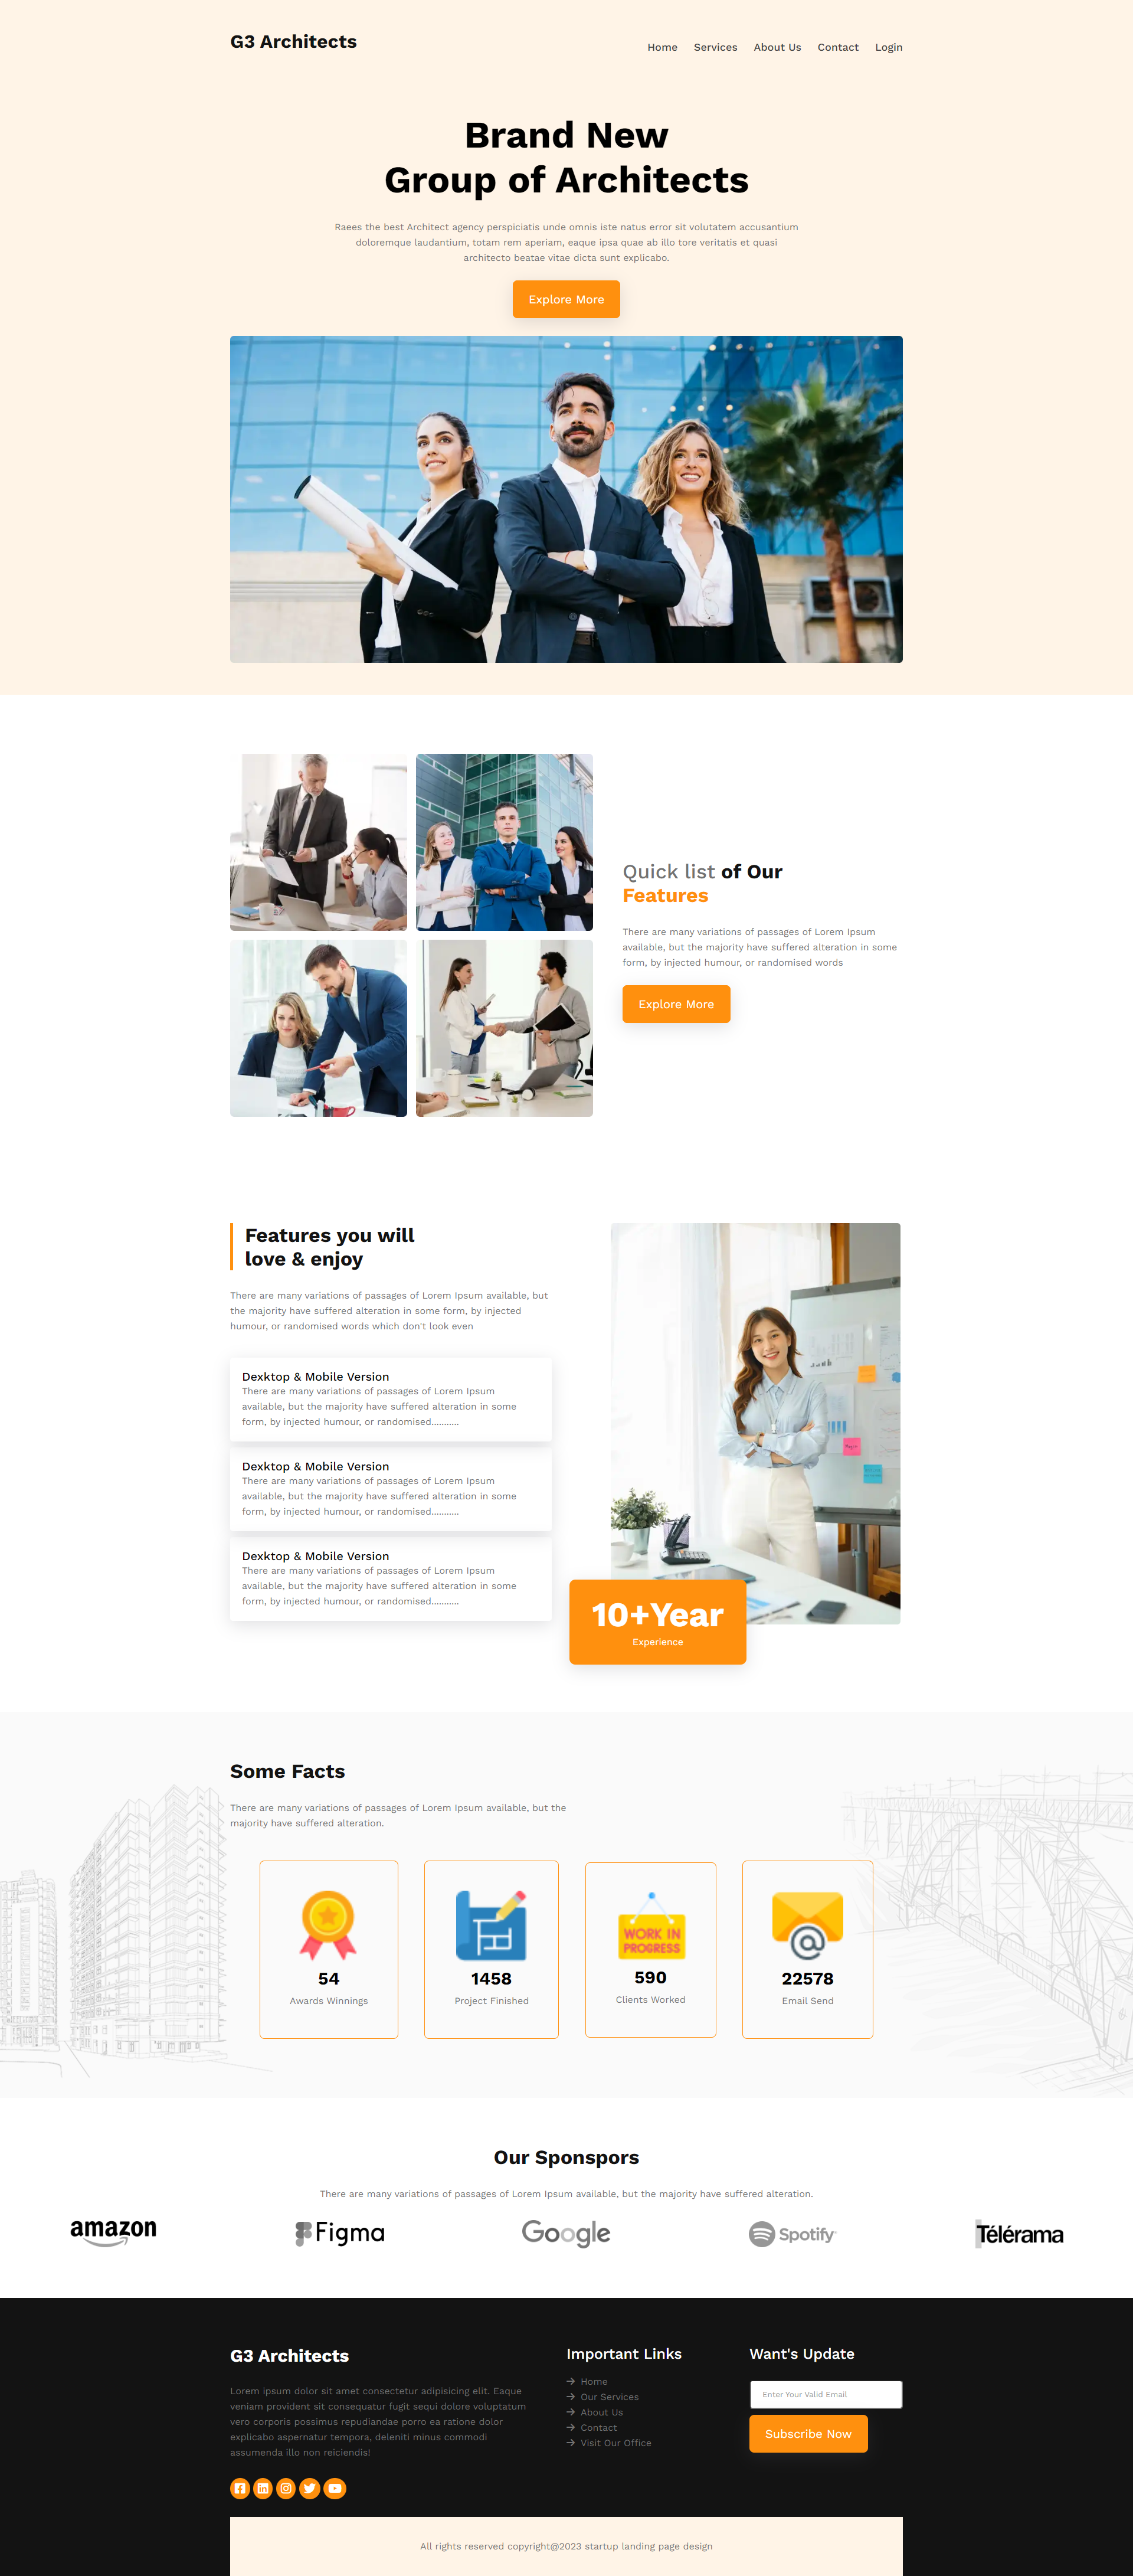 G3 Architects
Home Services About Us Contact Login
Brand New
Group of Architects
Raees the best Architect agency perspiciatis unde omnis iste natus error sit volutatem accusantium
doloremque laudantium, totam rem aperiam, eaque ipsa quae ab illo tore veritatis et quasi
architecto beatae vitae dicta sunt explicabo.
Explore More
Quick list of Our
Features
There are many variations of passages of Lorem Ipsum
available, but the majority have suffered alteration in some
form, by injected humour, or randomised words
Explore More
Features you will
love & enjoy
There are many variations of passages of Lorem Ipsum available, but
the majority have suffered alteration in some form, by injected
humour, or randomised words which don't look even
Dexktop & Mobile Version
There are many variations of passages of Lorem Ipsum
available, but the majority have suffered alteration in some
form, by injected humour, or randomised...........
Dexktop & Mobile Version
There are many variations of passages of Lorem Ipsum
available, but the majority have suffered alteration in some
form, by injected humour, or randomised...........
Dexktop & Mobile Version
There are many variations of passages of Lorem Ipsum
available, but the majority have suffered alteration in some
form, by injected humour, or randomised...........
10+Year
Experience
Some Facts
There are many variations of passages of Lorem Ipsum available, but the
majority have suffered alteration.
54
Awards Winnings
1458
Project Finished
WORK IN
PROGRESS
590
Clients Worked
22578
Email Send
Our Sponspors
There are many variations of passages of Lorem Ipsum available, but the majority have suffered alteration.
amazon Figma Google Spotify Télérama
G3 Architects
Lorem ipsum dolor sit amet consectetur adipisicing elit. Eaque
veniam provident sit consequatur fugit sequi dolore voluptatum
vero corporis possimus repudiandae porro ea ratione dolor
explicabo aspernatur tempora, deleniti minus commodi
assumenda illo non reiciendis!
Important Links
Home
Our Services
About Us
Contact
Visit Our Office
Want's Update
Enter Your Valid Email
Subscribe Now
All rights reserved copyright@2023 startup landing page design